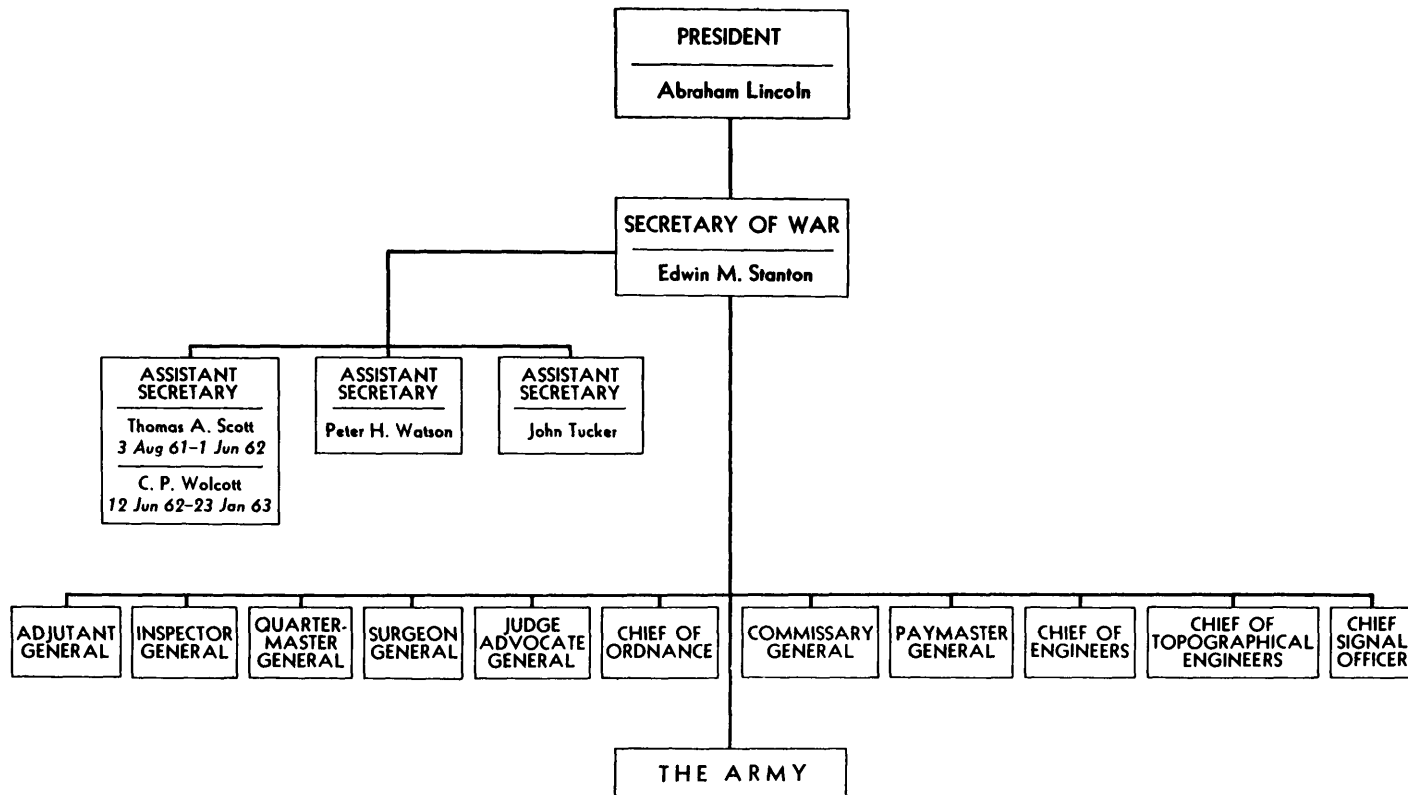 PRESIDENT
Abraham Lincoln
SECRETARY OF WAR
Edwin M. Stanton
ASSISTANT
SECRETARY
Thomas A. Scott
3 Aug 61–1 Jun 62
C. P. Wolcott
12 Jun 62–23 Jan 63
ASSISTANT
SECRETARY
Peter H. Watson
ASSISTANT
SECRETARY
John Tucker
ADJUTANT
GENERAL
INSPECTOR
GENERAL
QUARTER-
MASTER
GENERAL
SURGEON
GENERAL
JUDGE
ADVOCATE
GENERAL
CHIEF OF
ORDNANCE
COMMISSARY
GENERAL
PAYMASTER
GENERAL
CHIEF OF
ENGINEERS
CHIEF OF
TOPOGRAPHICAL
ENGINEERS
CHIEF
SIGNAL
OFFICER
THE ARMY